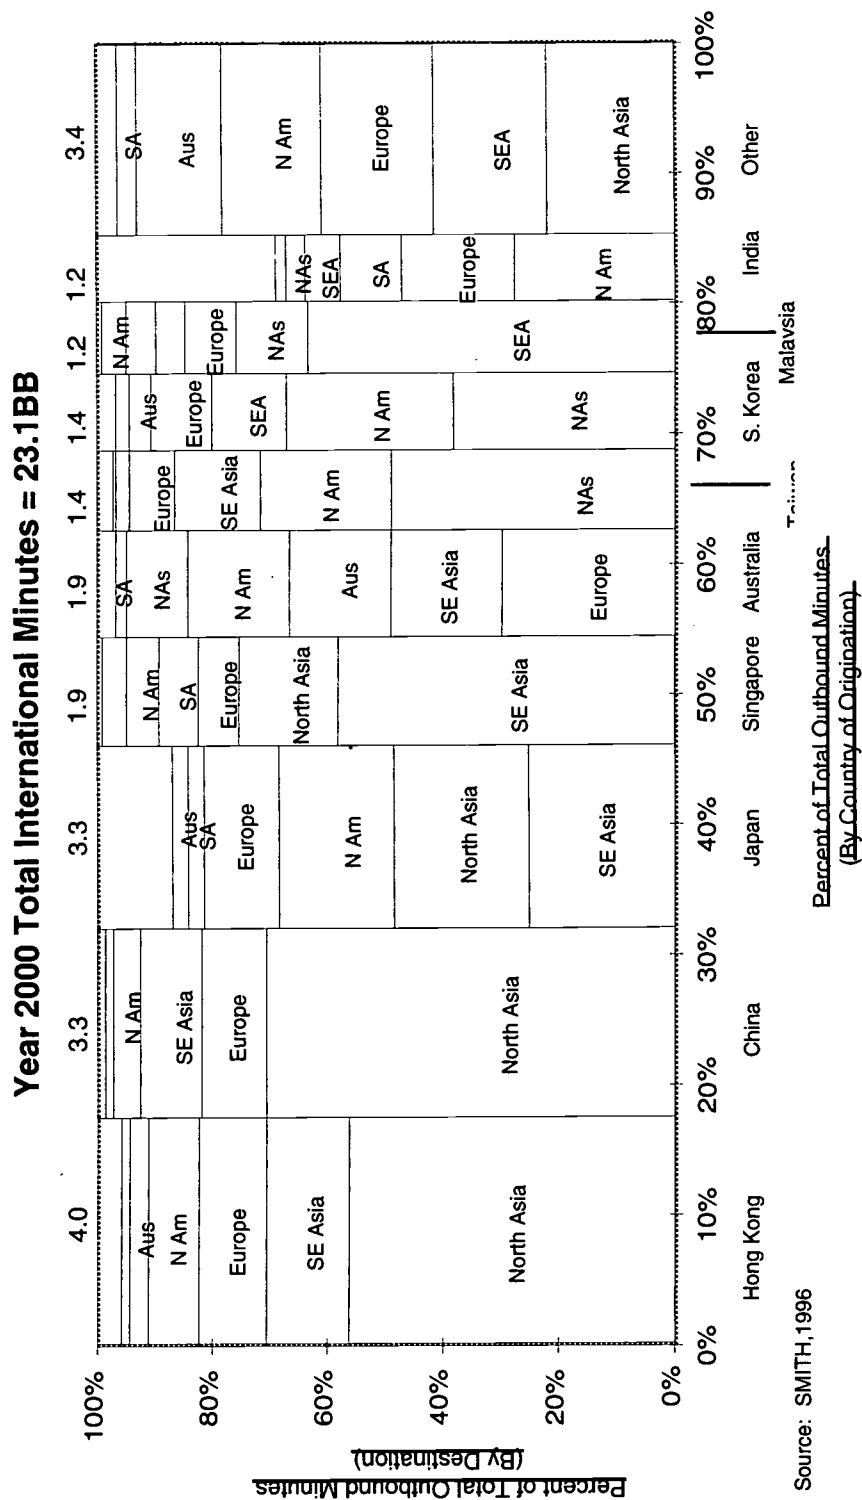 Year 2000 Total International Minutes = 23.1BB
4.0 3.3 3.3 1.9 1.9 1.4 1.4 1.2 1.2 3.4
Percent of Total Outbound Minutes
(By Destination)
100%
80%
60%
40%
20%
0%
Aus
N Am
Europe
SE Asia
North Asia
N Am
SE Asia
Europe
North Asia
Aus
SA
Europe
N Am
North Asia
SE Asia
N Am
SA
Europe
North Asia
SE Asia
SA
NAs
N Am
Aus
SE Asia
Europe
Europe
SE Asia
N Am
NAs
Aus
Europe
SEA
N Am
NAs
N Am
Europe
NAs
SEA
NAs
SEA
SA
Europe
N Am
SA
Aus
N Am
Europe
SEA
North Asia
0% 10% 20% 30% 40% 50% 60% 70% 80% 90% 100%
Hong Kong China Japan Singapore Australia Taiwan S. Korea Malaysia India Other
Percent of Total Outbound Minutes
(By Country of Origination)
Source: SMITH,1996